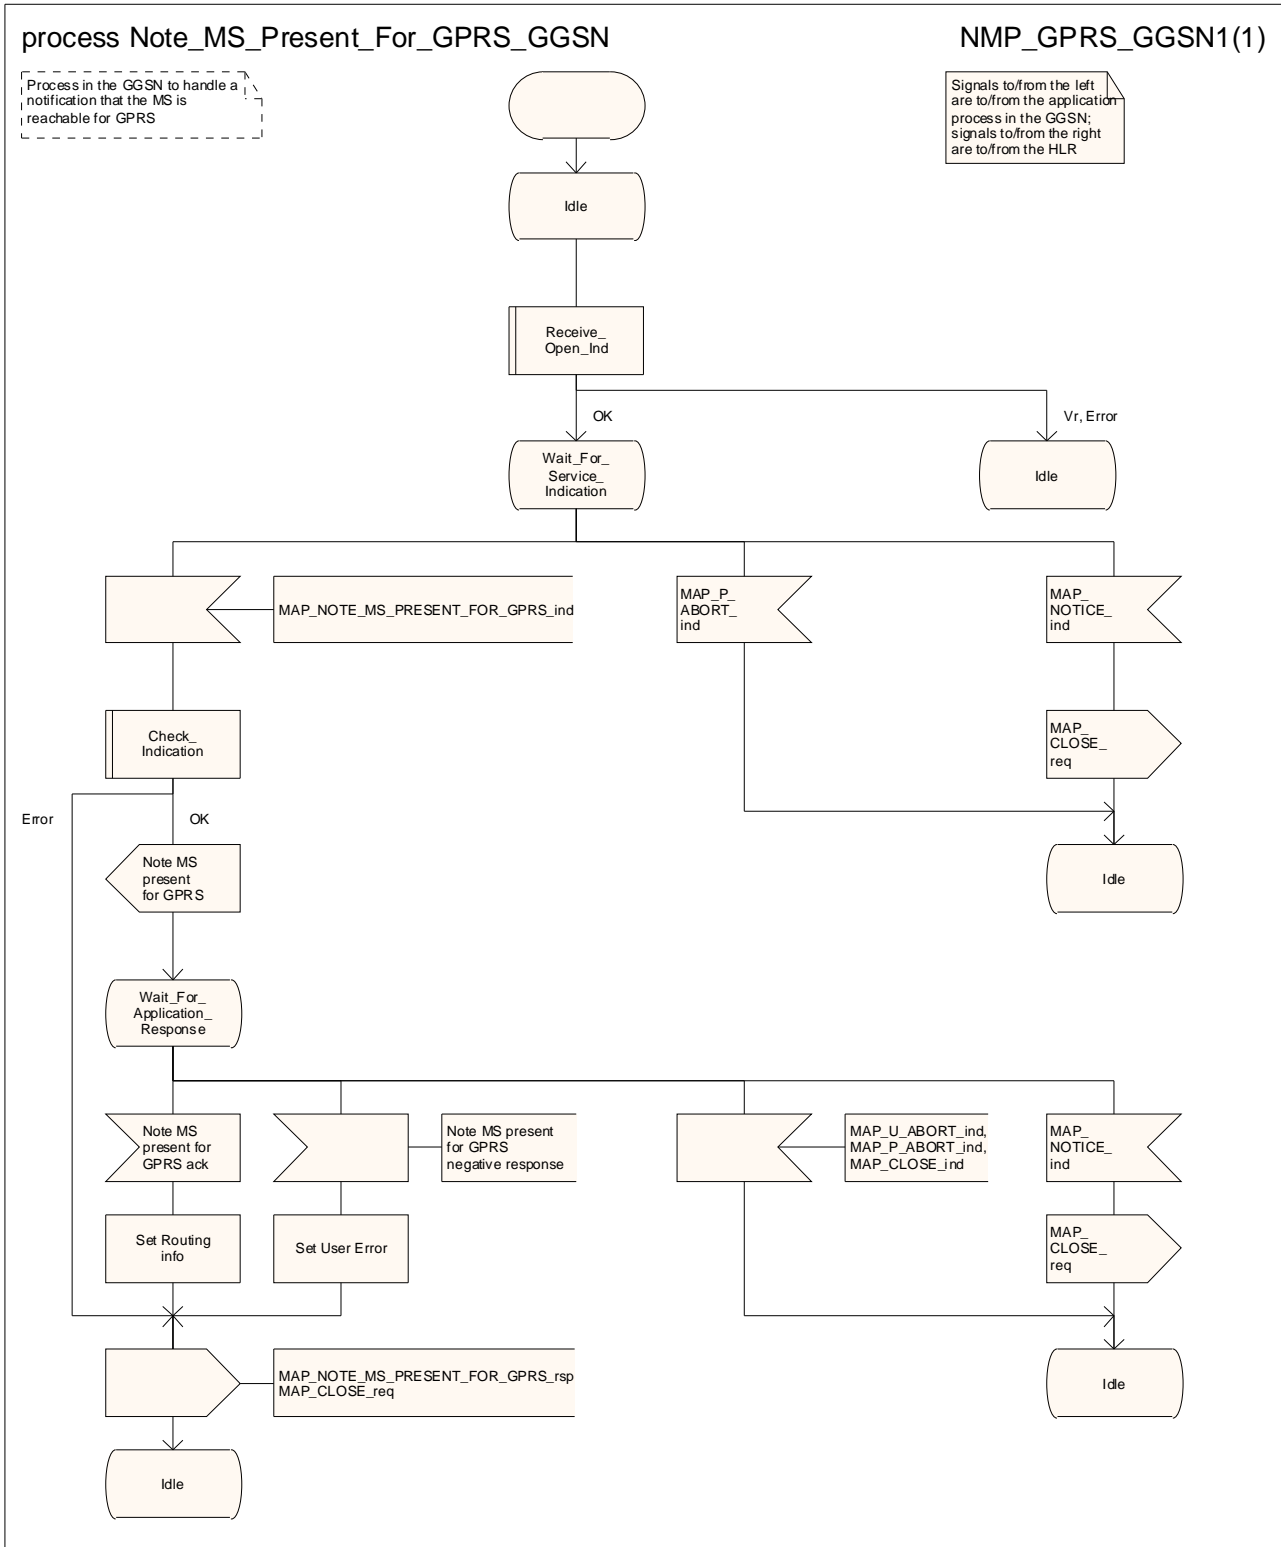 process Note_MS_Present_For_GPRS_GGSN
NMP_GPRS_GGSN1(1)
Process in the GGSN to handle a
notification that the MS is
reachable for GPRS
Signals to/from the left
are to/from the application
process in the GGSN;
signals to/from the right
are to/from the HLR
Idle
Receive_
Open_Ind
OK
Vr, Error
Wait_For_
Service_
Indication
Idle
MAP_NOTE_MS_PRESENT_FOR_GPRS_ind
MAP_P_
ABORT_
ind
MAP_
NOTICE_
ind
Check_
Indication
MAP_
CLOSE_
req
Error
OK
Note MS
present
for GPRS
Idle
Wait_For_
Application_
Response
Note MS
present for
GPRS ack
Note MS present
for GPRS
negative response
MAP_U_ABORT_ind,
MAP_P_ABORT_ind,
MAP_CLOSE_ind
MAP_
NOTICE_
ind
Set Routing
info
Set User Error
MAP_
CLOSE_
req
MAP_NOTE_MS_PRESENT_FOR_GPRS_rsp
MAP_CLOSE_req
Idle
Idle